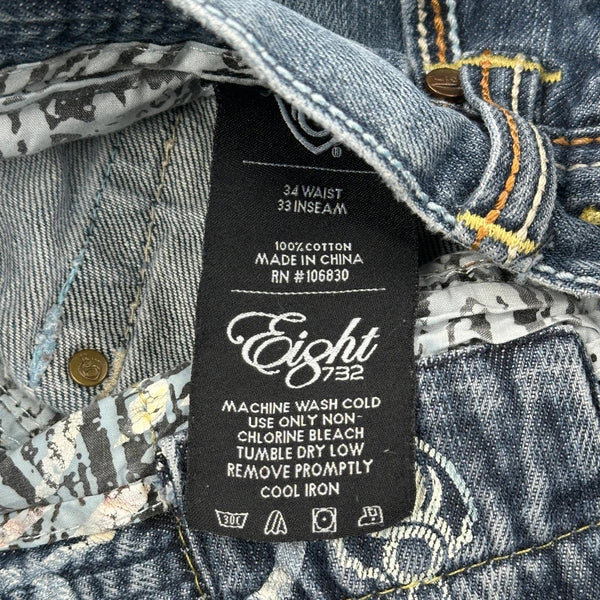 ®
34 WAIST
33 INSEAM
100% COTTON
MADE IN CHINA
RN #106830
Eight
732
MACHINE WASH COLD
USE ONLY NON-
CHLORINE BLEACH
TUMBLE DRY LOW
REMOVE PROMPTLY
COOL IRON
30C